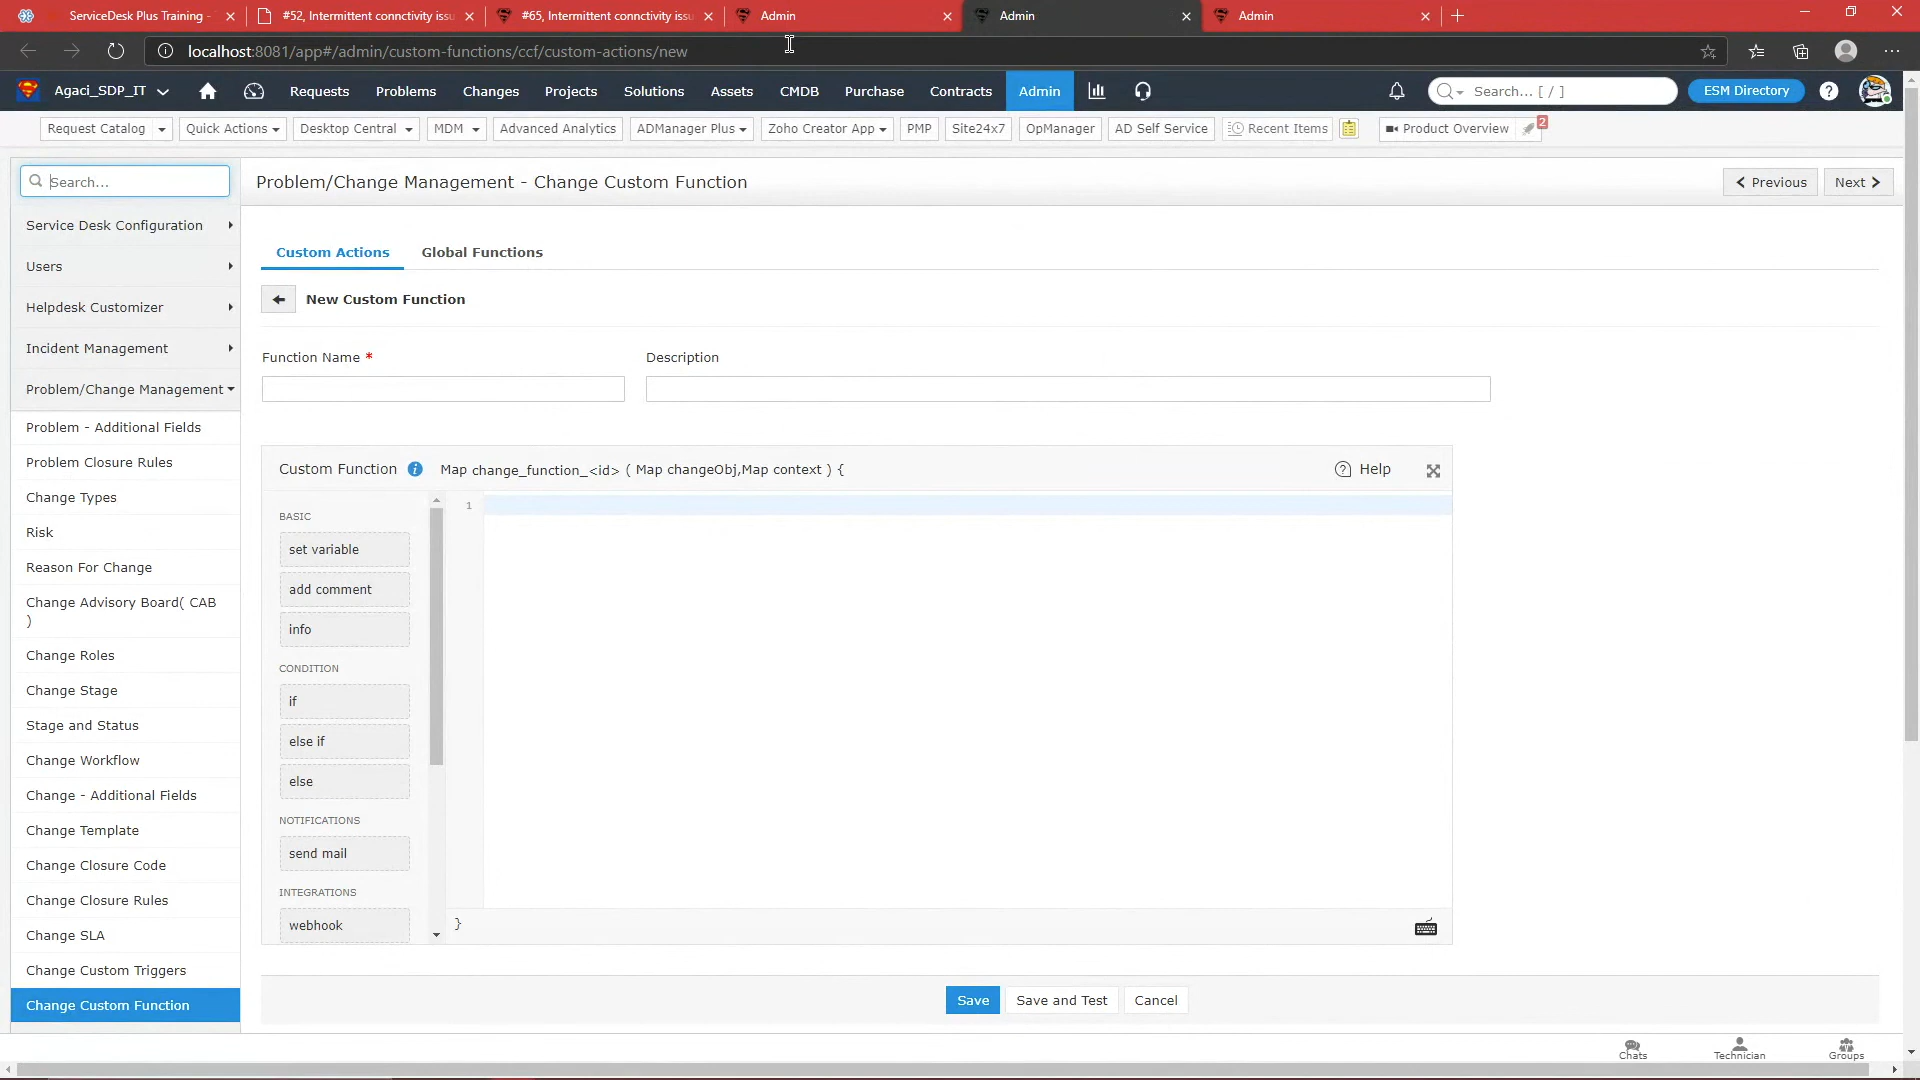 ServiceDesk Plus Training -
#52, Intermittent connctivity issu
#65, Intermittent connctivity issu
Admin
Admin
Admin
localhost:8081/app#/admin/custom-functions/ccf/custom-actions/new
Agaci_SDP_IT
Requests
Problems
Changes
Projects
Solutions
Assets
CMDB
Purchase
Contracts
Admin
Search... [ / ]
ESM Directory
Request Catalog
Quick Actions
Desktop Central
MDM
Advanced Analytics
ADManager Plus
Zoho Creator App
PMP
Site24x7
OpManager
AD Self Service
Recent Items
Product Overview
2
Search...
Problem/Change Management - Change Custom Function
Previous
Next
Service Desk Configuration
Users
Helpdesk Customizer
Incident Management
Problem/Change Management
Problem - Additional Fields
Problem Closure Rules
Change Types
Risk
Reason For Change
Change Advisory Board( CAB
)
Change Roles
Change Stage
Stage and Status
Change Workflow
Change - Additional Fields
Change Template
Change Closure Code
Change Closure Rules
Change SLA
Change Custom Triggers
Change Custom Function
Custom Actions
Global Functions
New Custom Function
Function Name *
Description
Custom Function
Map change_function_<id> ( Map changeObj,Map context ) {
Help
BASIC
set variable
add comment
info
CONDITION
if
else if
else
NOTIFICATIONS
send mail
INTEGRATIONS
webhook
1
}
Save
Save and Test
Cancel
Chats
Technician
Groups